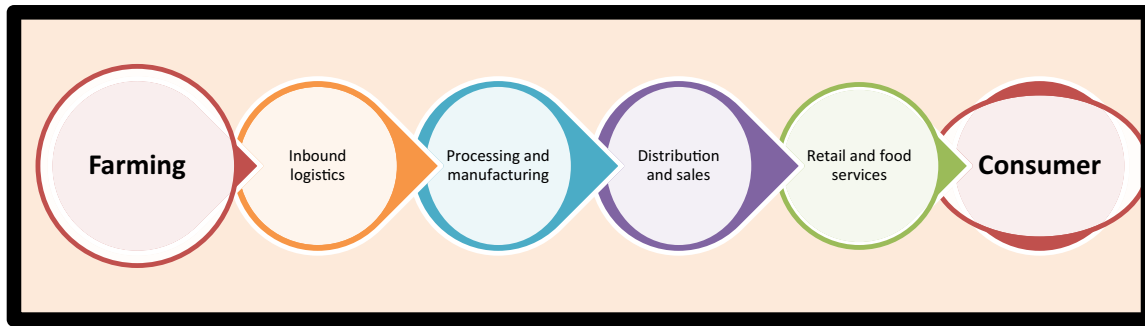 Farming
Inbound
logistics
Processing and
manufacturing
Distribution
and sales
Retail and food
services
Consumer